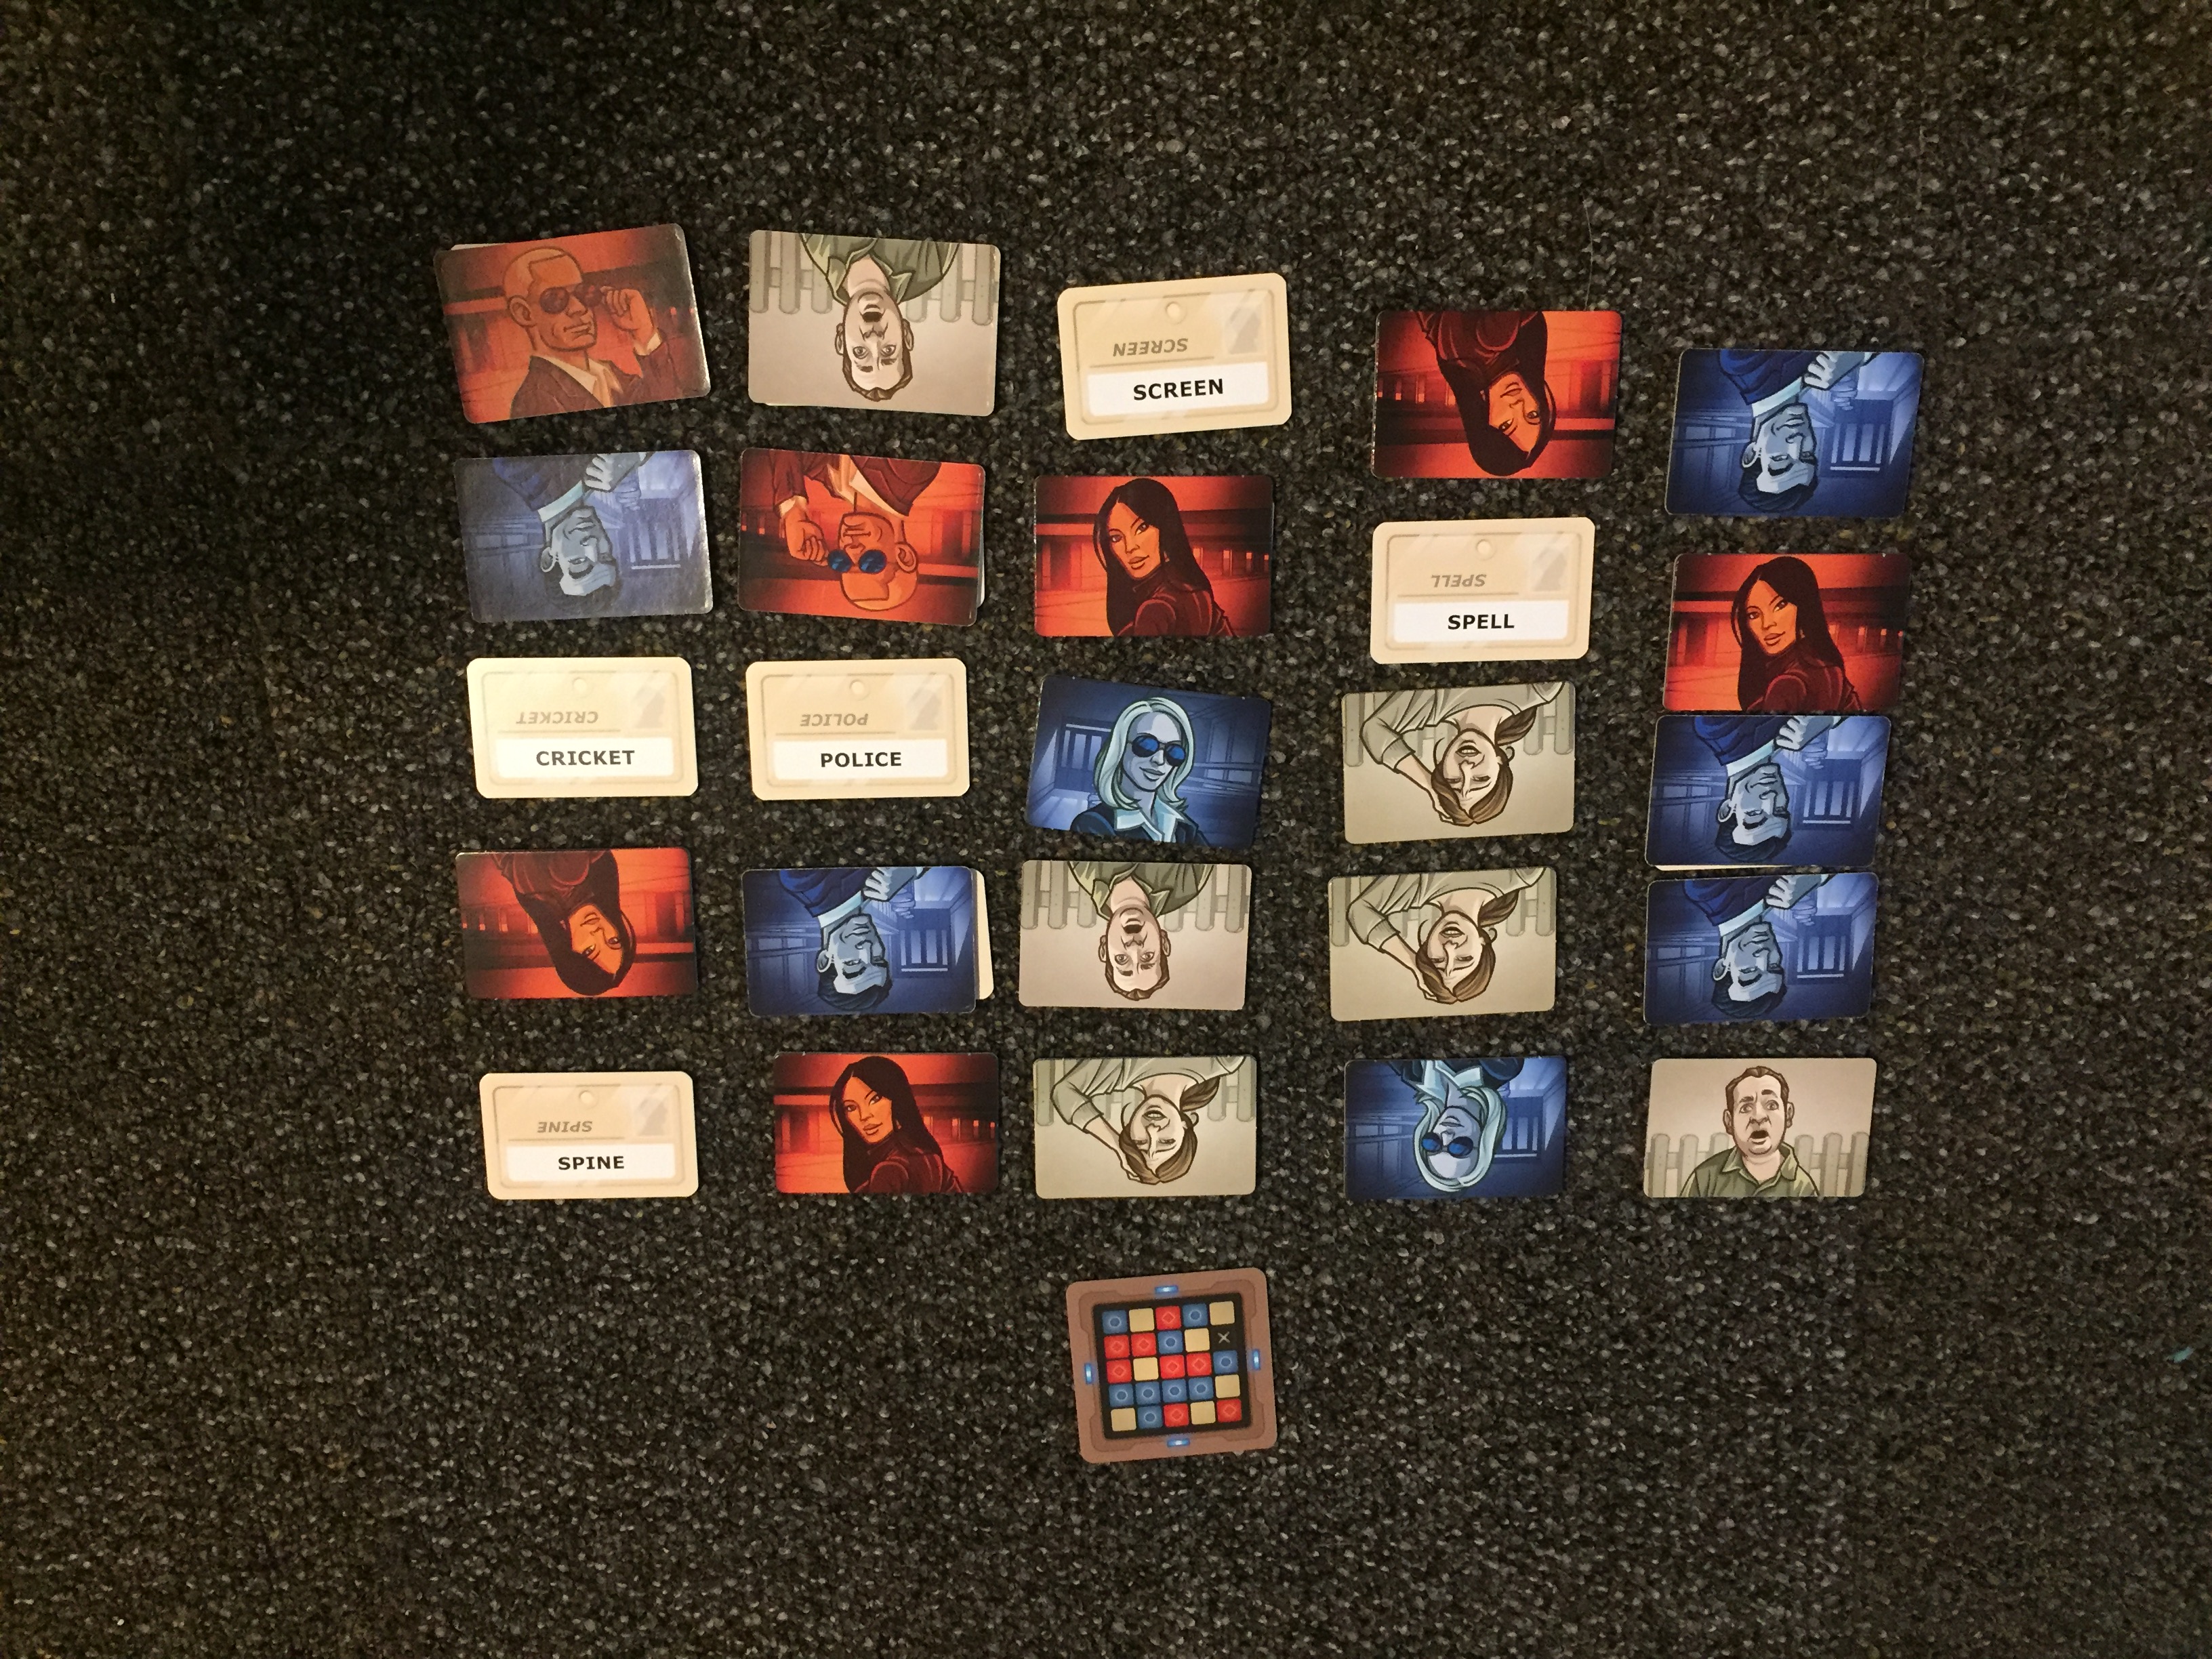 SPINE
SPINE
CRICKET
CRICKET
POLICE
POLICE
SCREEN
SCREEN
SPELL
SPELL